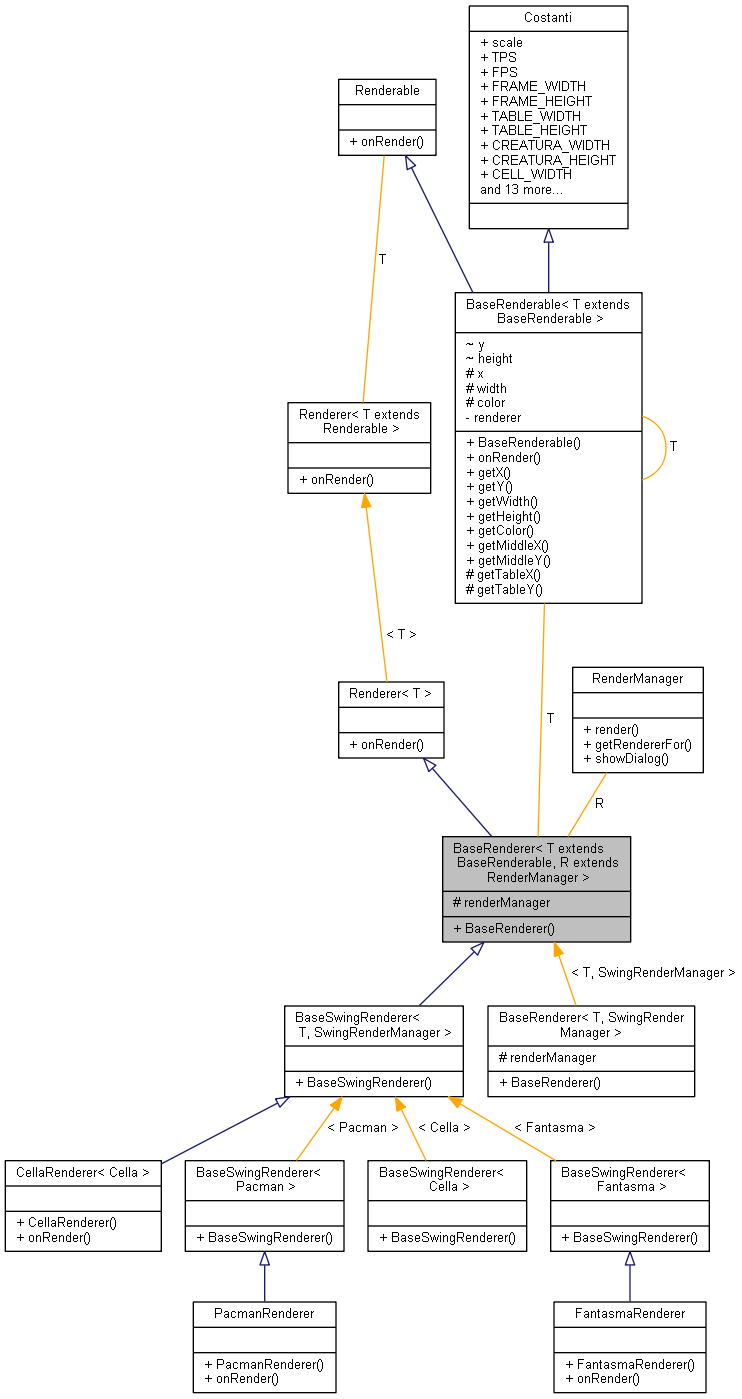 Costanti
+ scale
+ TPS
+ FPS
+ FRAME_WIDTH
+ FRAME_HEIGHT
+ TABLE_WIDTH
+ TABLE_HEIGHT
+ CREATURA_WIDTH
+ CREATURA_HEIGHT
+ CELL_WIDTH
and 13 more...
Renderable
+ onRender()
T
BaseRenderable< T extends
BaseRenderable >
~ y
~ height
# x
# width
# color
- renderer
+ BaseRenderable()
+ onRender()
+ getX()
+ getY()
+ getWidth()
+ getHeight()
+ getColor()
+ getMiddleX()
+ getMiddleY()
# getTableX()
# getTableY()
T
Renderer< T extends
Renderable >
+ onRender()
< T >
Renderer< T >
+ onRender()
T
RenderManager
+ render()
+ getRendererFor()
+ showDialog()
R
BaseRenderer< T extends
BaseRenderable, R extends
RenderManager >
# renderManager
+ BaseRenderer()
< T, SwingRenderManager >
BaseSwingRenderer<
T, SwingRenderManager >
+ BaseSwingRenderer()
BaseRenderer< T, SwingRender
Manager >
# renderManager
+ BaseRenderer()
< Pacman >
< Cella >
< Fantasma >
CellaRenderer< Cella >
+ CellaRenderer()
+ onRender()
BaseSwingRenderer<
Pacman >
+ BaseSwingRenderer()
BaseSwingRenderer<
Cella >
+ BaseSwingRenderer()
BaseSwingRenderer<
Fantasma >
+ BaseSwingRenderer()
PacmanRenderer
+ PacmanRenderer()
+ onRender()
FantasmaRenderer
+ FantasmaRenderer()
+ onRender()